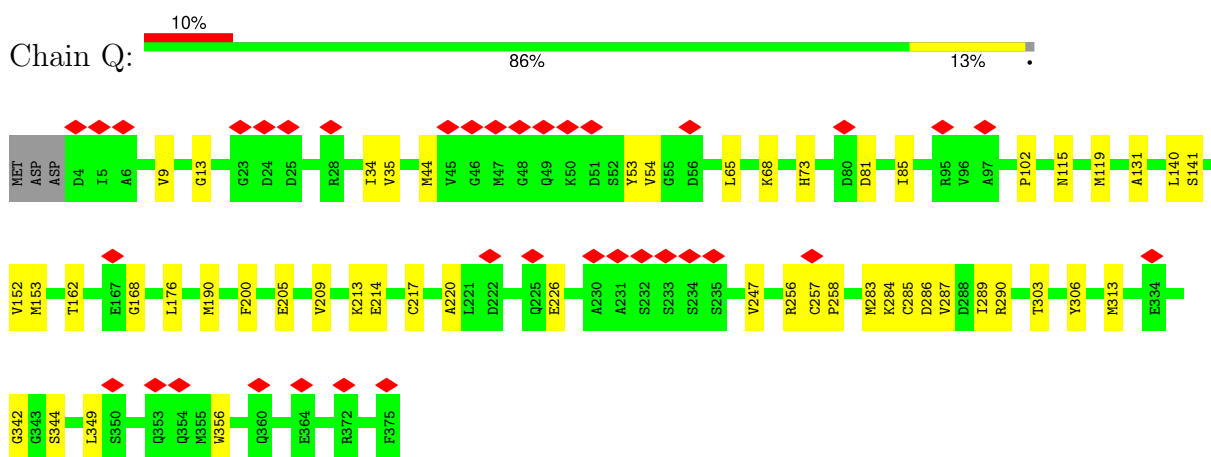 10%
Chain Q:
86% 13% •
MET ASP ASP D4 I5 A6 V9 G13 G23 D24 D25 R28 I34 V35 M44 V45 G46 M47 G48 Q49 K50 D51 S52 Y53 V54 G55 D56 L65 K68 H73 D80 D81 I85 R95 V96 A97 P102 N115 M119 A131 L140 S141
V152 M153 T162 E167 G168 L176 M190 F200 E205 V209 K213 E214 C217 A220 L221 D222 Q225 E226 A230 A231 S232 S233 S234 S235 V247 R256 C257 P258 M283 K284 C285 D286 V287 D288 I289 R290 T303 Y306 M313 E334
G342 G343 S344 L349 S350 Q353 Q354 M355 W356 Q360 E364 R372 F375